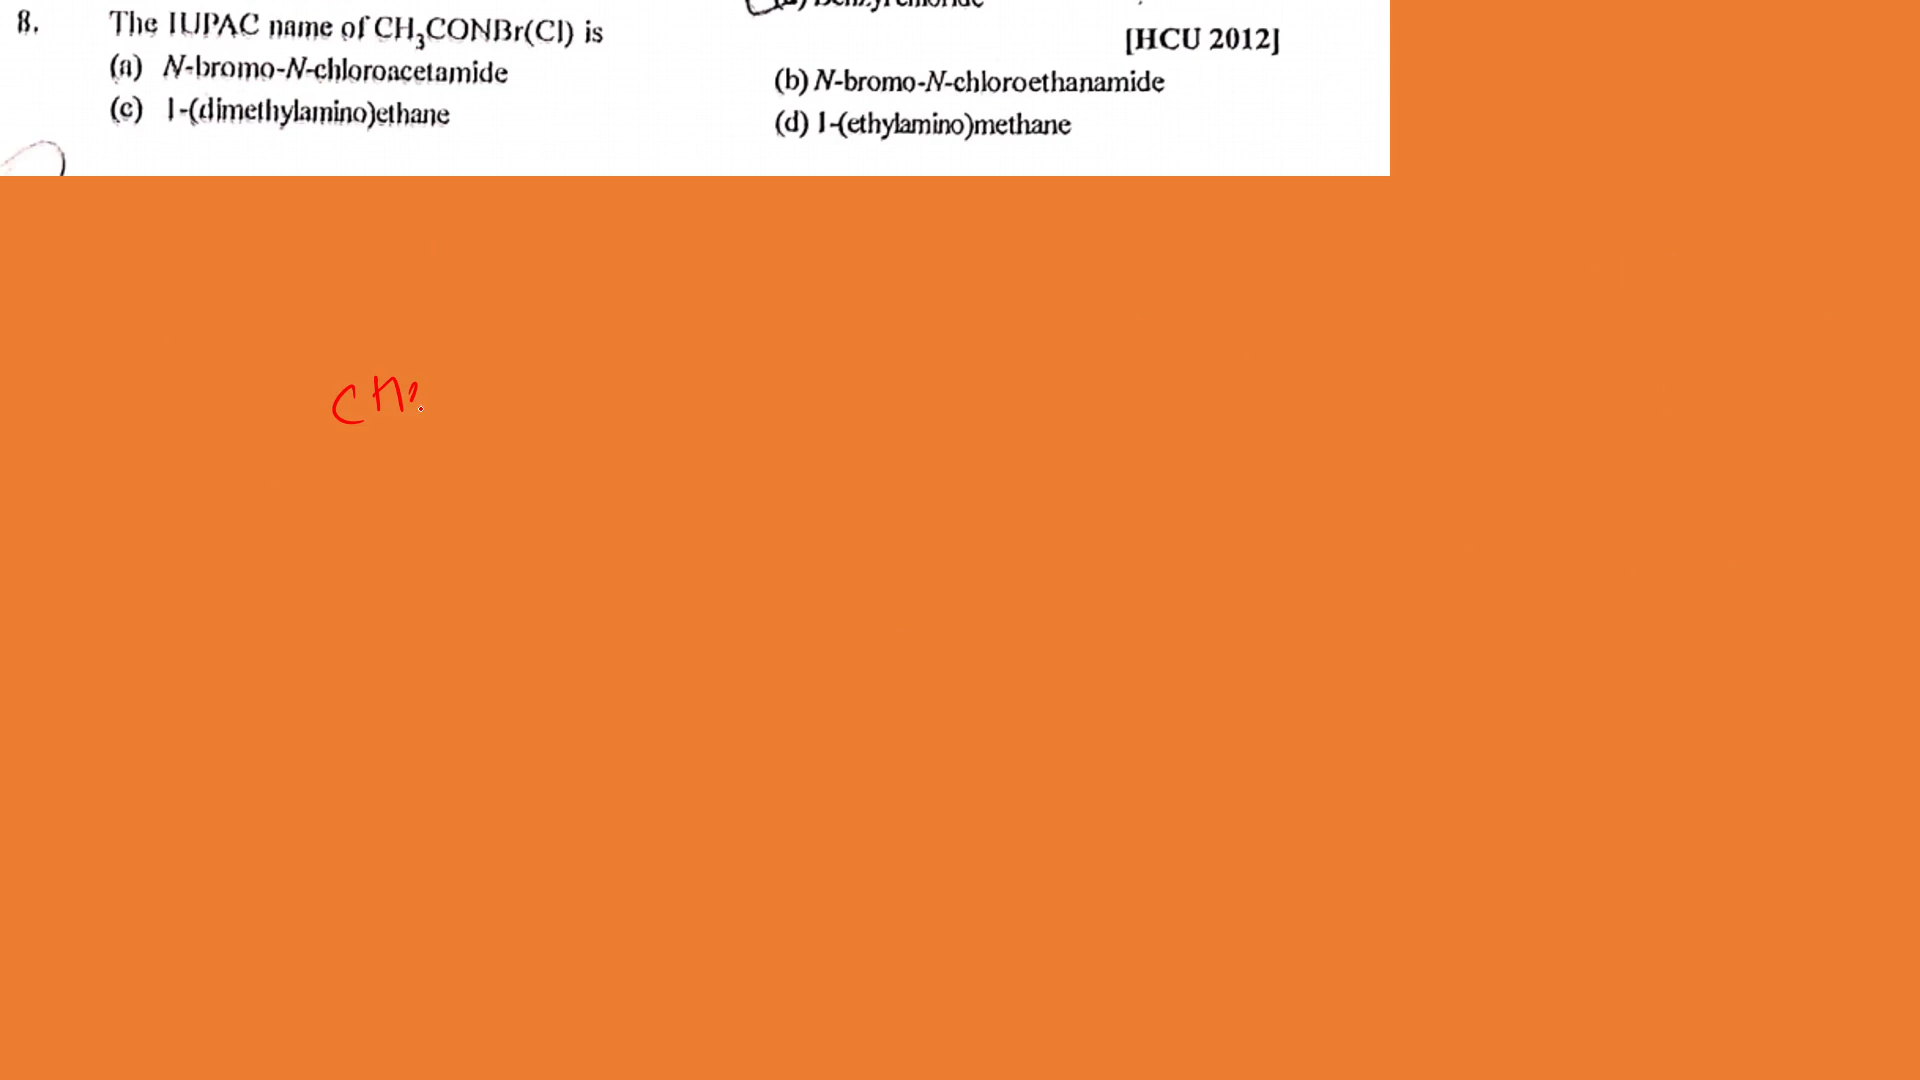 8. The IUPAC name of CH₃CONBr(Cl) is
[HCU 2012]
(a) N-bromo-N-chloroacetamide
(b) N-bromo-N-chloroethanamide
(c) 1-(dimethylamino)ethane
(d) 1-(ethylamino)methane
CH